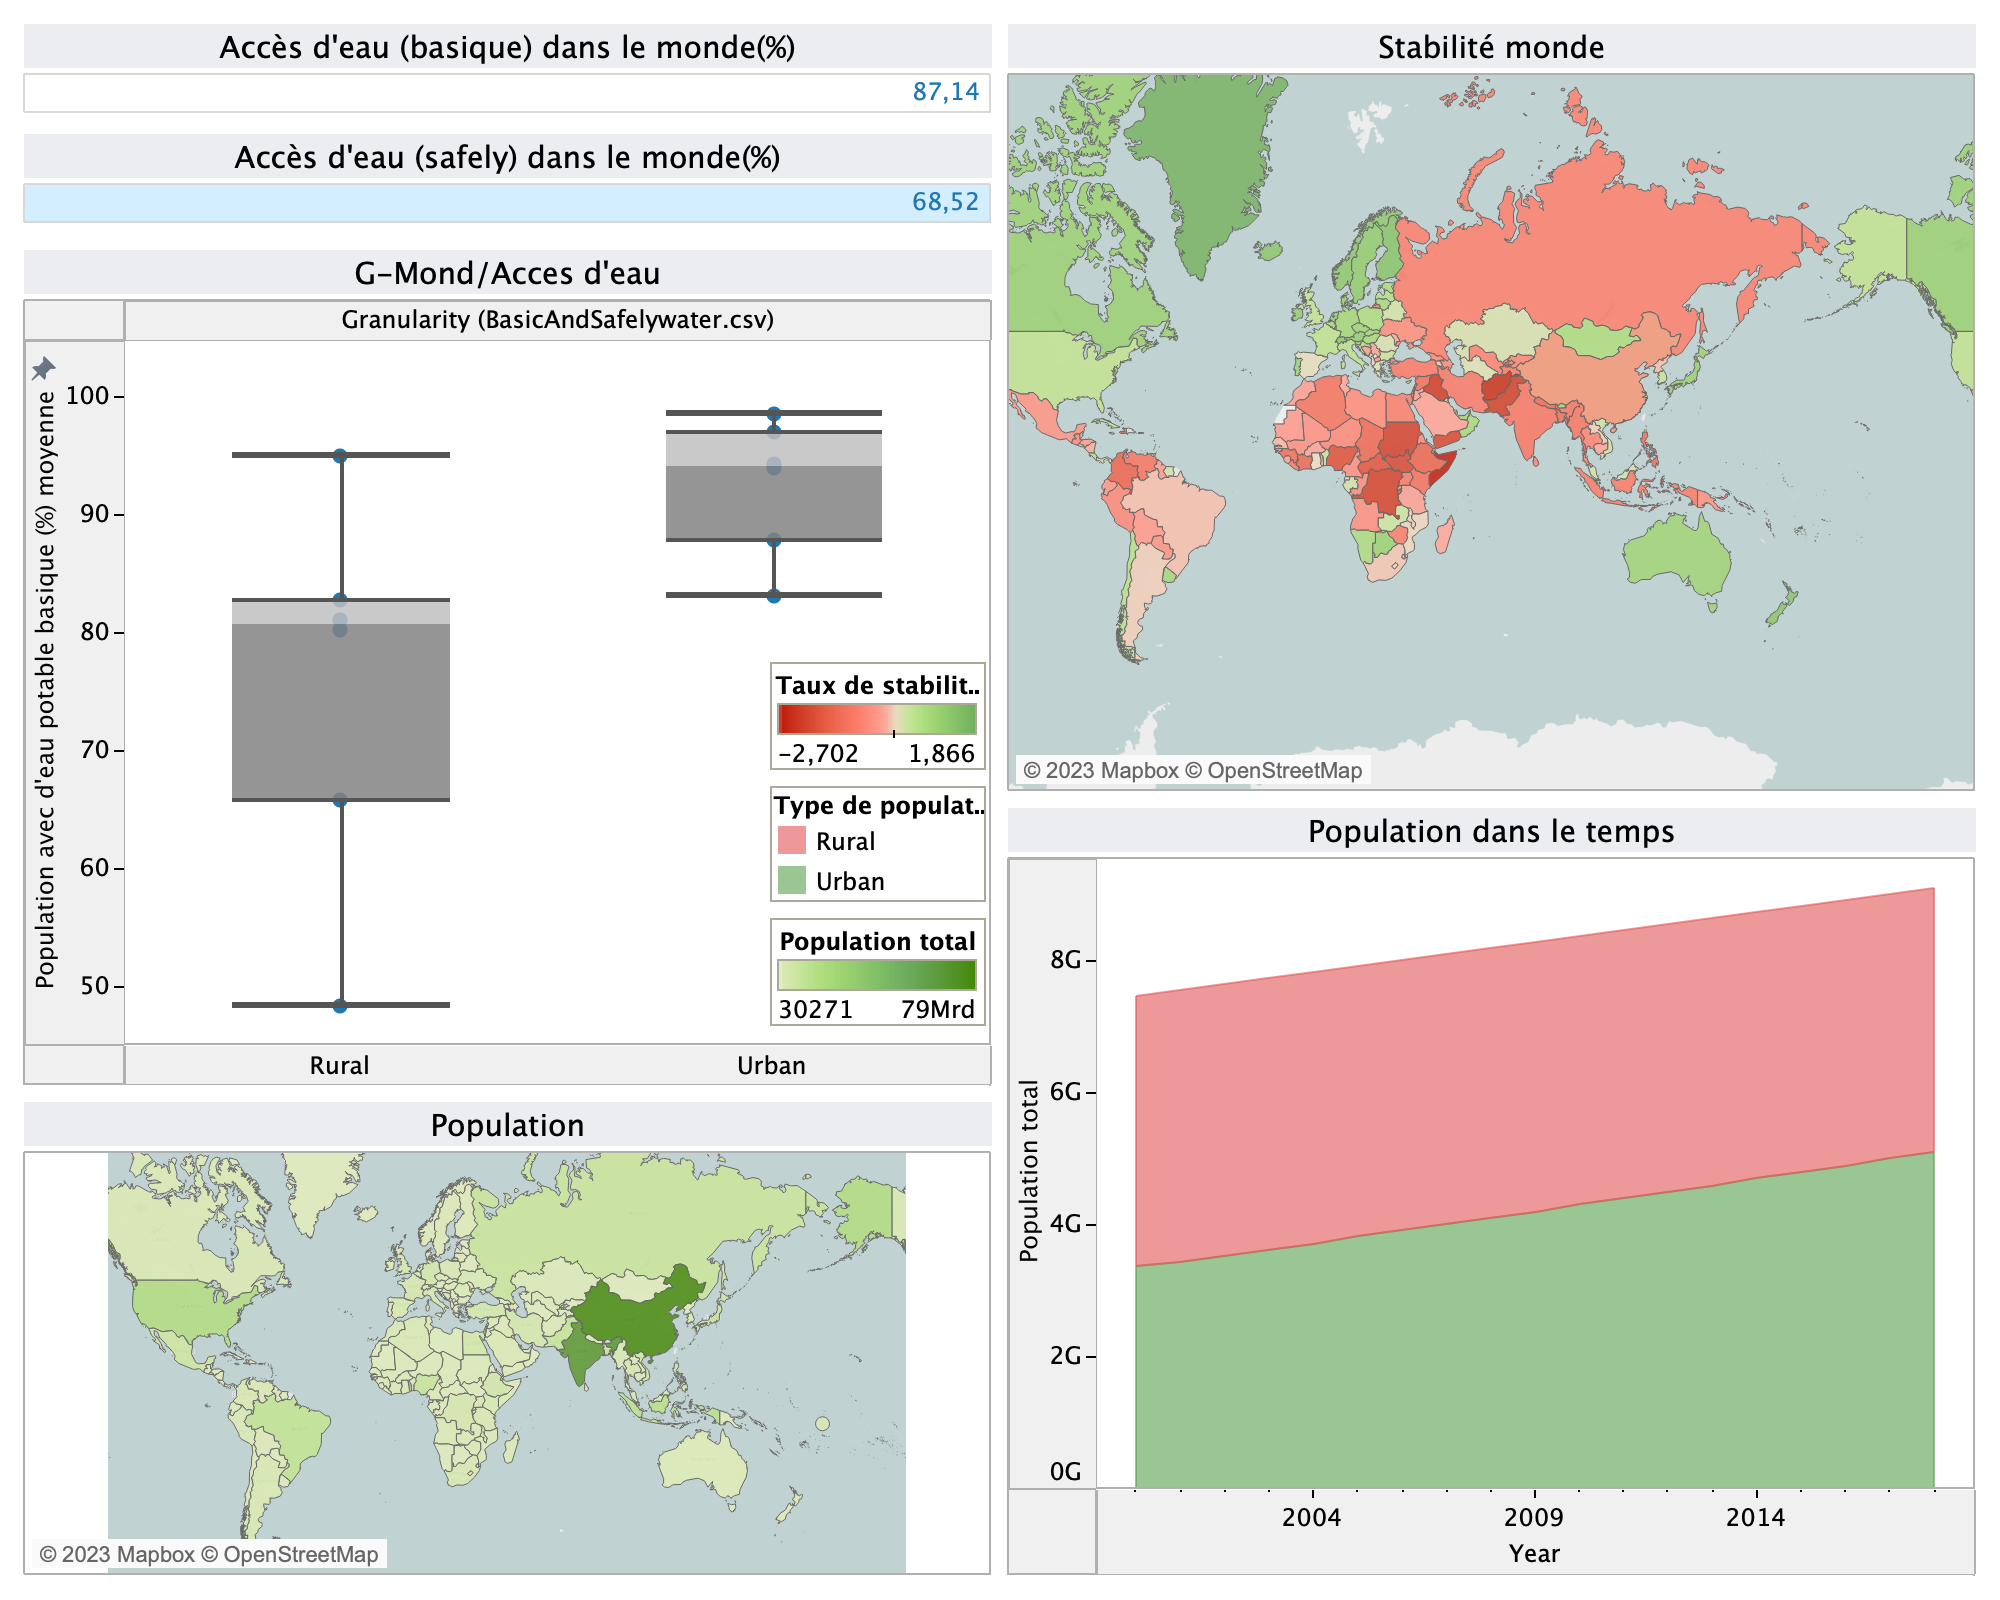 Accès d'eau (basique) dans le monde(%)
87,14
Accès d'eau (safely) dans le monde(%)
68,52
G-Mond/Acces d'eau
Granularity (BasicAndSafelywater.csv)
Population avec d'eau potable basique (%) moyenne
100
90
80
70
60
50
Rural
Urban
Taux de stabilit..
-2,702
1,866
Type de populat..
Rural
Urban
Population total
30271
79Mrd
Population
© 2023 Mapbox © OpenStreetMap
Stabilité monde
© 2023 Mapbox © OpenStreetMap
Population dans le temps
Population total
8G
6G
4G
2G
0G
2004
2009
2014
Year